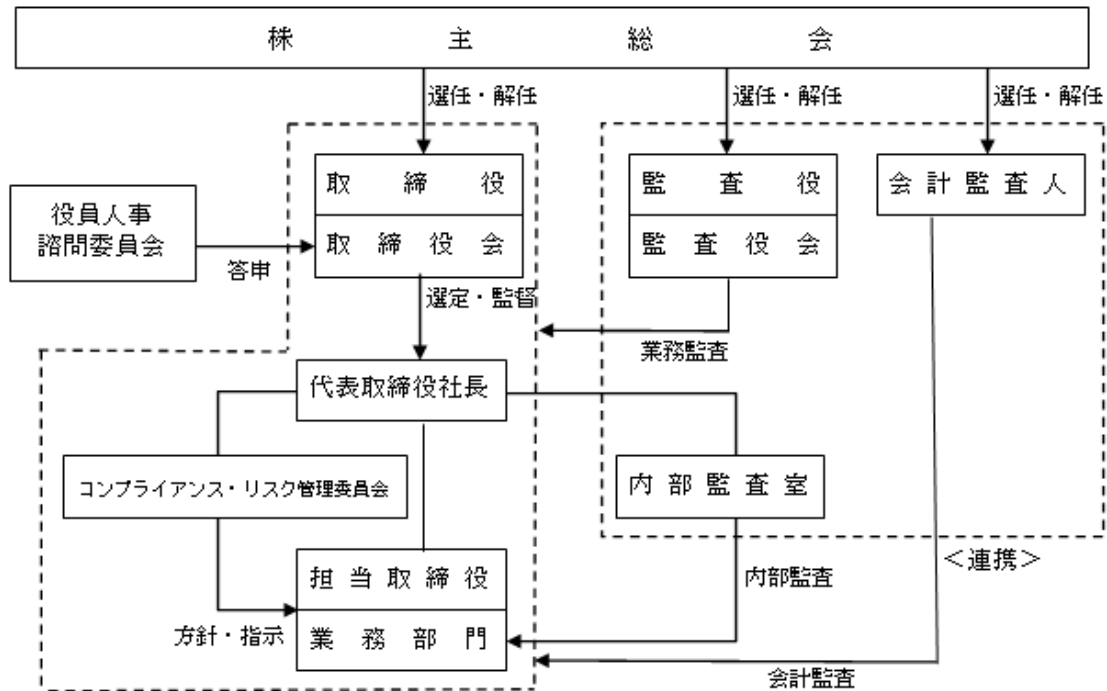 株主総会
選任・解任
選任・解任
選任・解任
取締役
取締役会
監査役
監査役会
会計監査人
役員人事
諮問委員会
答申
選定・監督
業務監査
代表取締役社長
コンプライアンス・リスク管理委員会
内部監査室
＜連携＞
担当取締役
業務部門
内部監査
方針・指示
会計監査